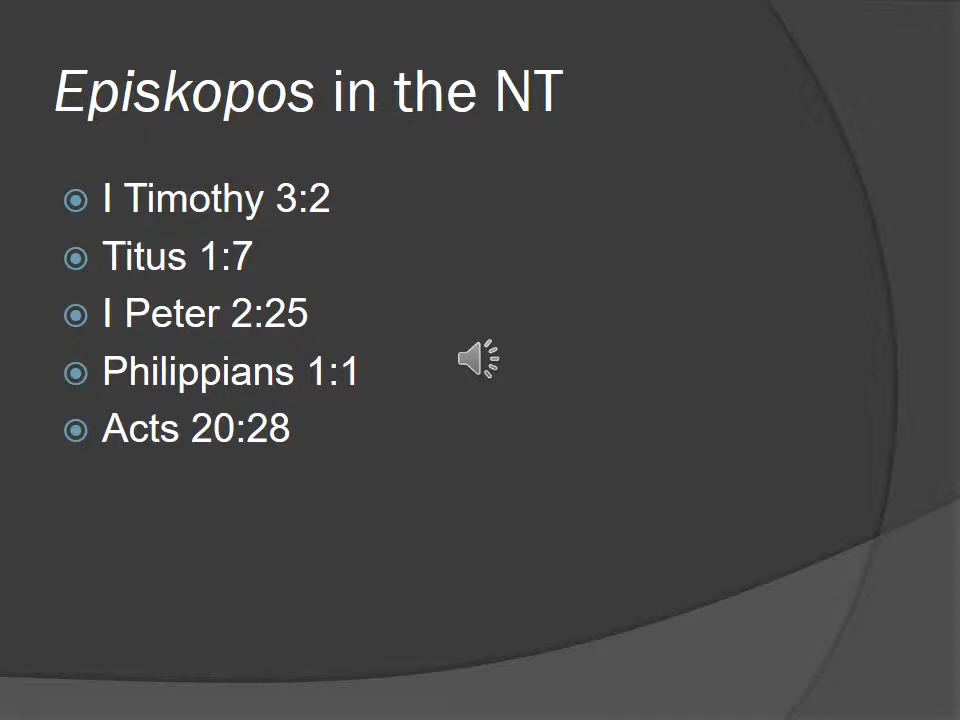 Episkopos in the NT
I Timothy 3:2
Titus 1:7
I Peter 2:25
Philippians 1:1
Acts 20:28